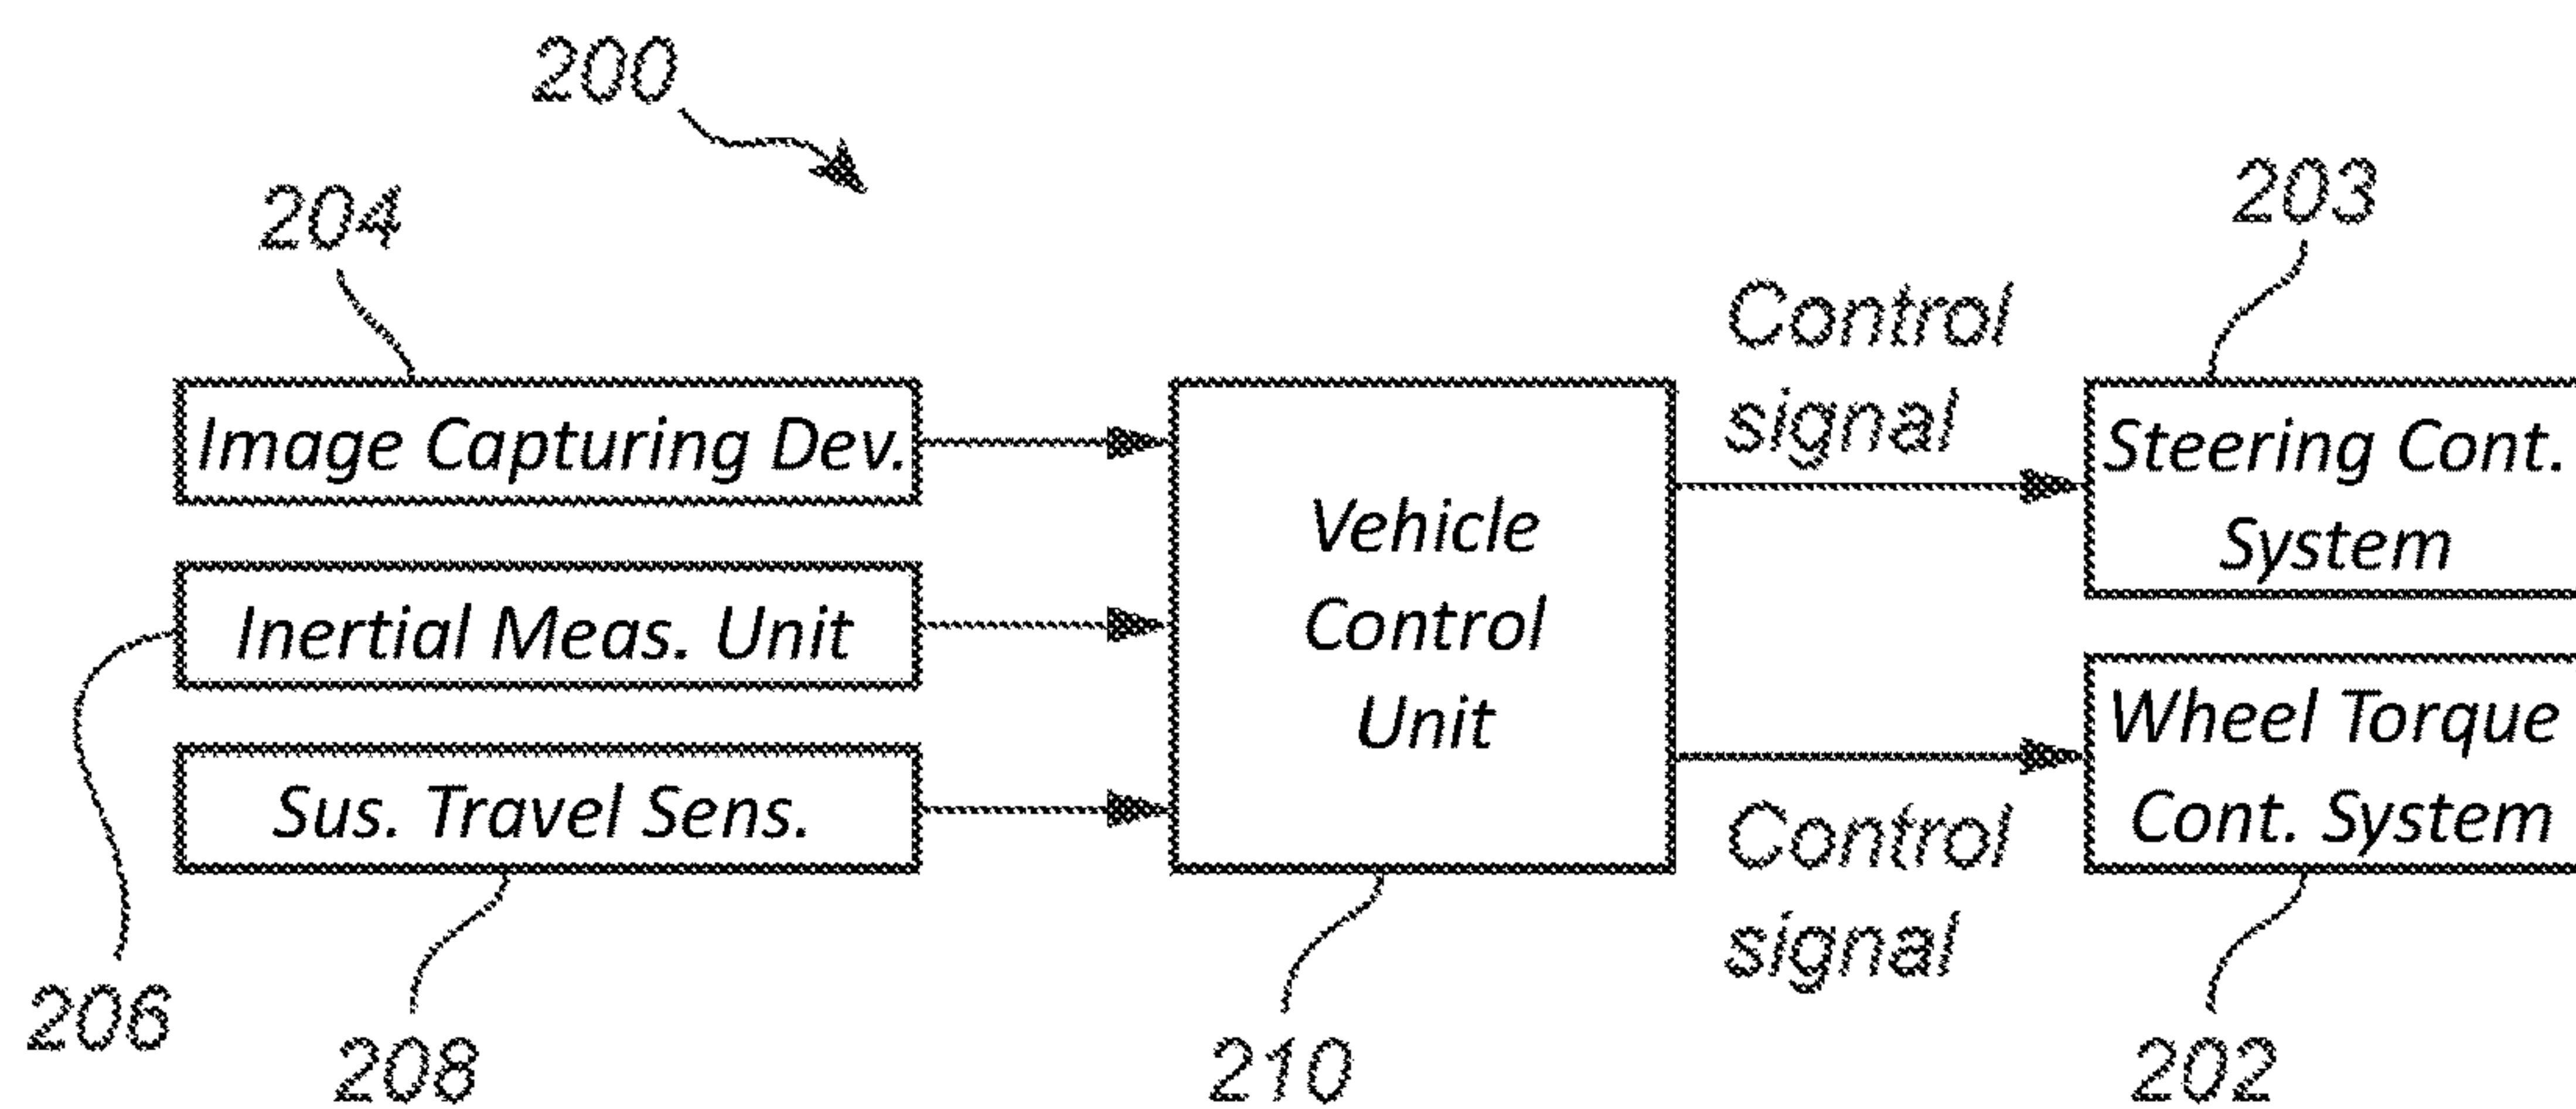 200
204
203
Control
signal
Image Capturing Dev.
Steering Cont.
System
Vehicle
Control
Unit
Inertial Meas. Unit
Wheel Torque
Cont. System
Sus. Travel Sens.
Control
signal
206
208
210
202